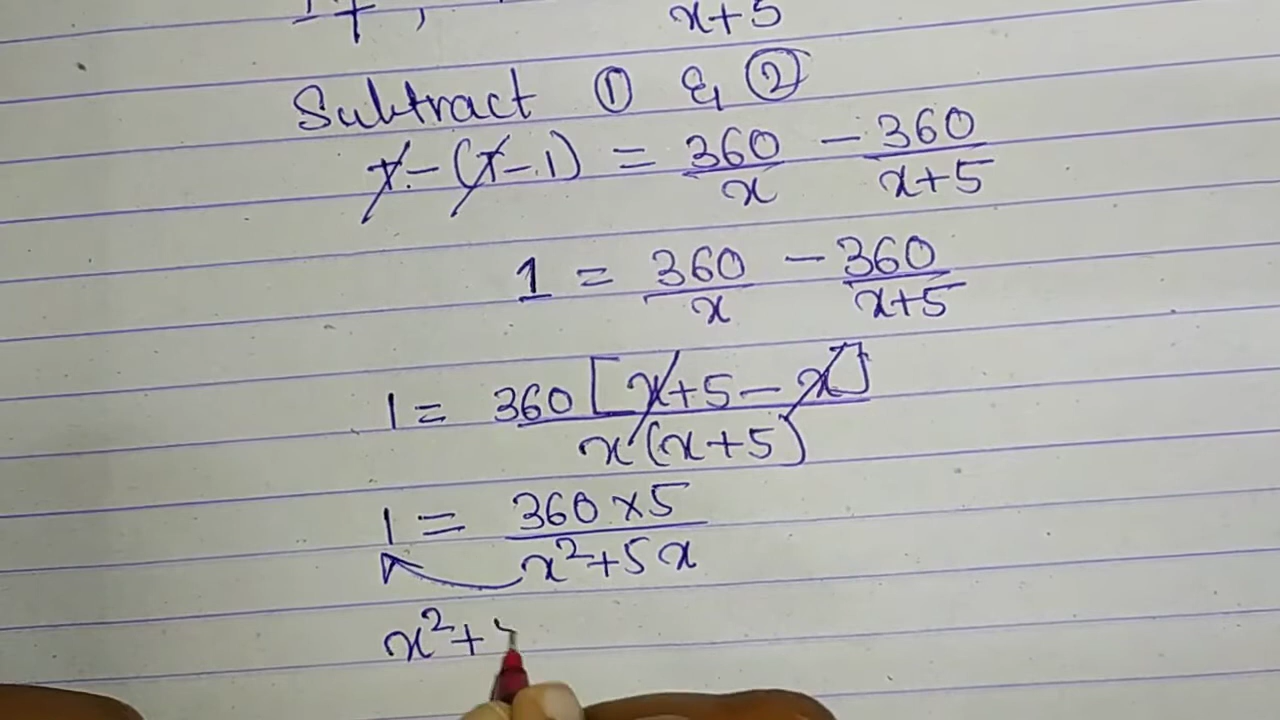 x+5
Subtract ① & ②
t - (t - 1) = 360/x - 360/x+5
1 = 360/x - 360/x+5
1 = 360[x+5-x]/x(x+5)
1 = 360×5/x²+5x
x²+